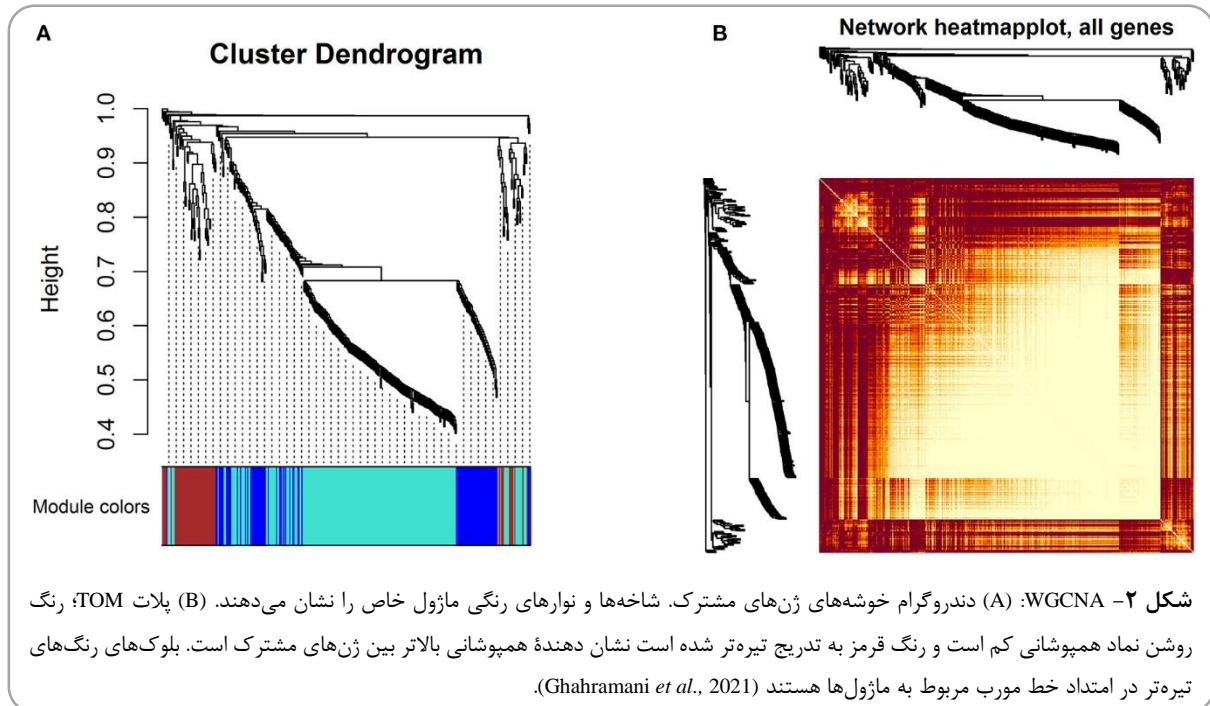 A
Cluster Dendrogram
Height
1.0
0.9
0.8
0.7
0.6
0.5
0.4
Module colors
B
Network heatmapplot, all genes
شکل ۲- WGCNA: (A) دندروگرام خوشه‌های ژن‌های مشترک. شاخه‌ها و نوارهای رنگی ماژول خاص را نشان می‌دهند. (B) پلات TOM؛ رنگ
روشن نماد همپوشانی کم است و رنگ قرمز به تدریج تیره‌تر شده است نشان دهندهٔ همپوشانی بالاتر بین ژن‌های مشترک است. بلوک‌های رنگ‌های
تیره‌تر در امتداد خط مورب مربوط به ماژول‌ها هستند (Ghahramani et al., 2021).